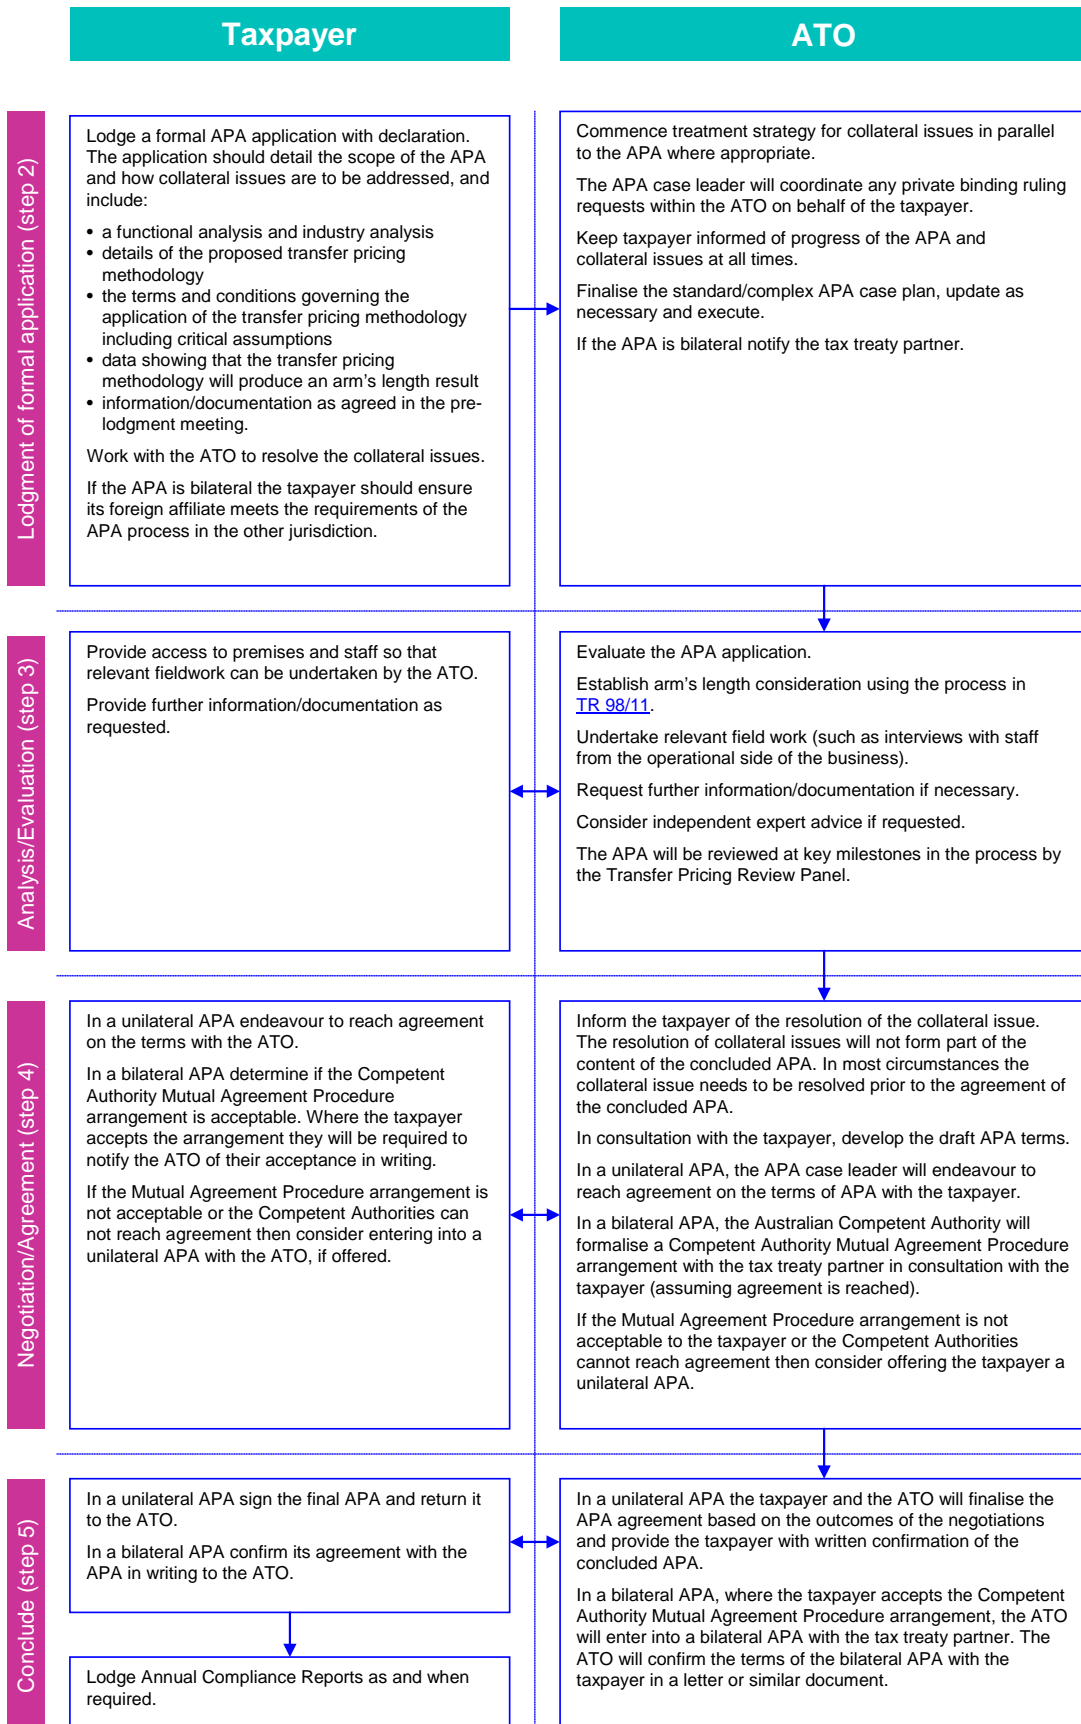 Taxpayer
ATO
Lodgment of formal application (step 2)
Lodge a formal APA application with declaration.
The application should detail the scope of the APA
and how collateral issues are to be addressed, and
include:
• a functional analysis and industry analysis
• details of the proposed transfer pricing
methodology
• the terms and conditions governing the
application of the transfer pricing methodology
including critical assumptions
• data showing that the transfer pricing
methodology will produce an arm's length result
• information/documentation as agreed in the pre-
lodgment meeting.
Work with the ATO to resolve the collateral issues.
If the APA is bilateral the taxpayer should ensure
its foreign affiliate meets the requirements of the
APA process in the other jurisdiction.
Commence treatment strategy for collateral issues in parallel
to the APA where appropriate.
The APA case leader will coordinate any private binding ruling
requests within the ATO on behalf of the taxpayer.
Keep taxpayer informed of progress of the APA and
collateral issues at all times.
Finalise the standard/complex APA case plan, update as
necessary and execute.
If the APA is bilateral notify the tax treaty partner.
Analysis/Evaluation (step 3)
Provide access to premises and staff so that
relevant fieldwork can be undertaken by the ATO.
Provide further information/documentation as
requested.
Evaluate the APA application.
Establish arm's length consideration using the process in
TR 98/11.
Undertake relevant field work (such as interviews with staff
from the operational side of the business).
Request further information/documentation if necessary.
Consider independent expert advice if requested.
The APA will be reviewed at key milestones in the process by
the Transfer Pricing Review Panel.
Negotiation/Agreement (step 4)
In a unilateral APA endeavour to reach agreement
on the terms with the ATO.
In a bilateral APA determine if the Competent
Authority Mutual Agreement Procedure
arrangement is acceptable. Where the taxpayer
accepts the arrangement they will be required to
notify the ATO of their acceptance in writing.
If the Mutual Agreement Procedure arrangement is
not acceptable or the Competent Authorities can
not reach agreement then consider entering into a
unilateral APA with the ATO, if offered.
Inform the taxpayer of the resolution of the collateral issue.
The resolution of collateral issues will not form part of the
content of the concluded APA. In most circumstances the
collateral issue needs to be resolved prior to the agreement of
the concluded APA.
In consultation with the taxpayer, develop the draft APA terms.
In a unilateral APA, the APA case leader will endeavour to
reach agreement on the terms of APA with the taxpayer.
In a bilateral APA, the Australian Competent Authority will
formalise a Competent Authority Mutual Agreement Procedure
arrangement with the tax treaty partner in consultation with the
taxpayer (assuming agreement is reached).
If the Mutual Agreement Procedure arrangement is not
acceptable to the taxpayer or the Competent Authorities
cannot reach agreement then consider offering the taxpayer a
unilateral APA.
Conclude (step 5)
In a unilateral APA sign the final APA and return it
to the ATO.
In a bilateral APA confirm its agreement with the
APA in writing to the ATO.
Lodge Annual Compliance Reports as and when
required.
In a unilateral APA the taxpayer and the ATO will finalise the
APA agreement based on the outcomes of the negotiations
and provide the taxpayer with written confirmation of the
concluded APA.
In a bilateral APA, where the taxpayer accepts the Competent
Authority Mutual Agreement Procedure arrangement, the ATO
will enter into a bilateral APA with the tax treaty partner. The
ATO will confirm the terms of the bilateral APA with the
taxpayer in a letter or similar document.